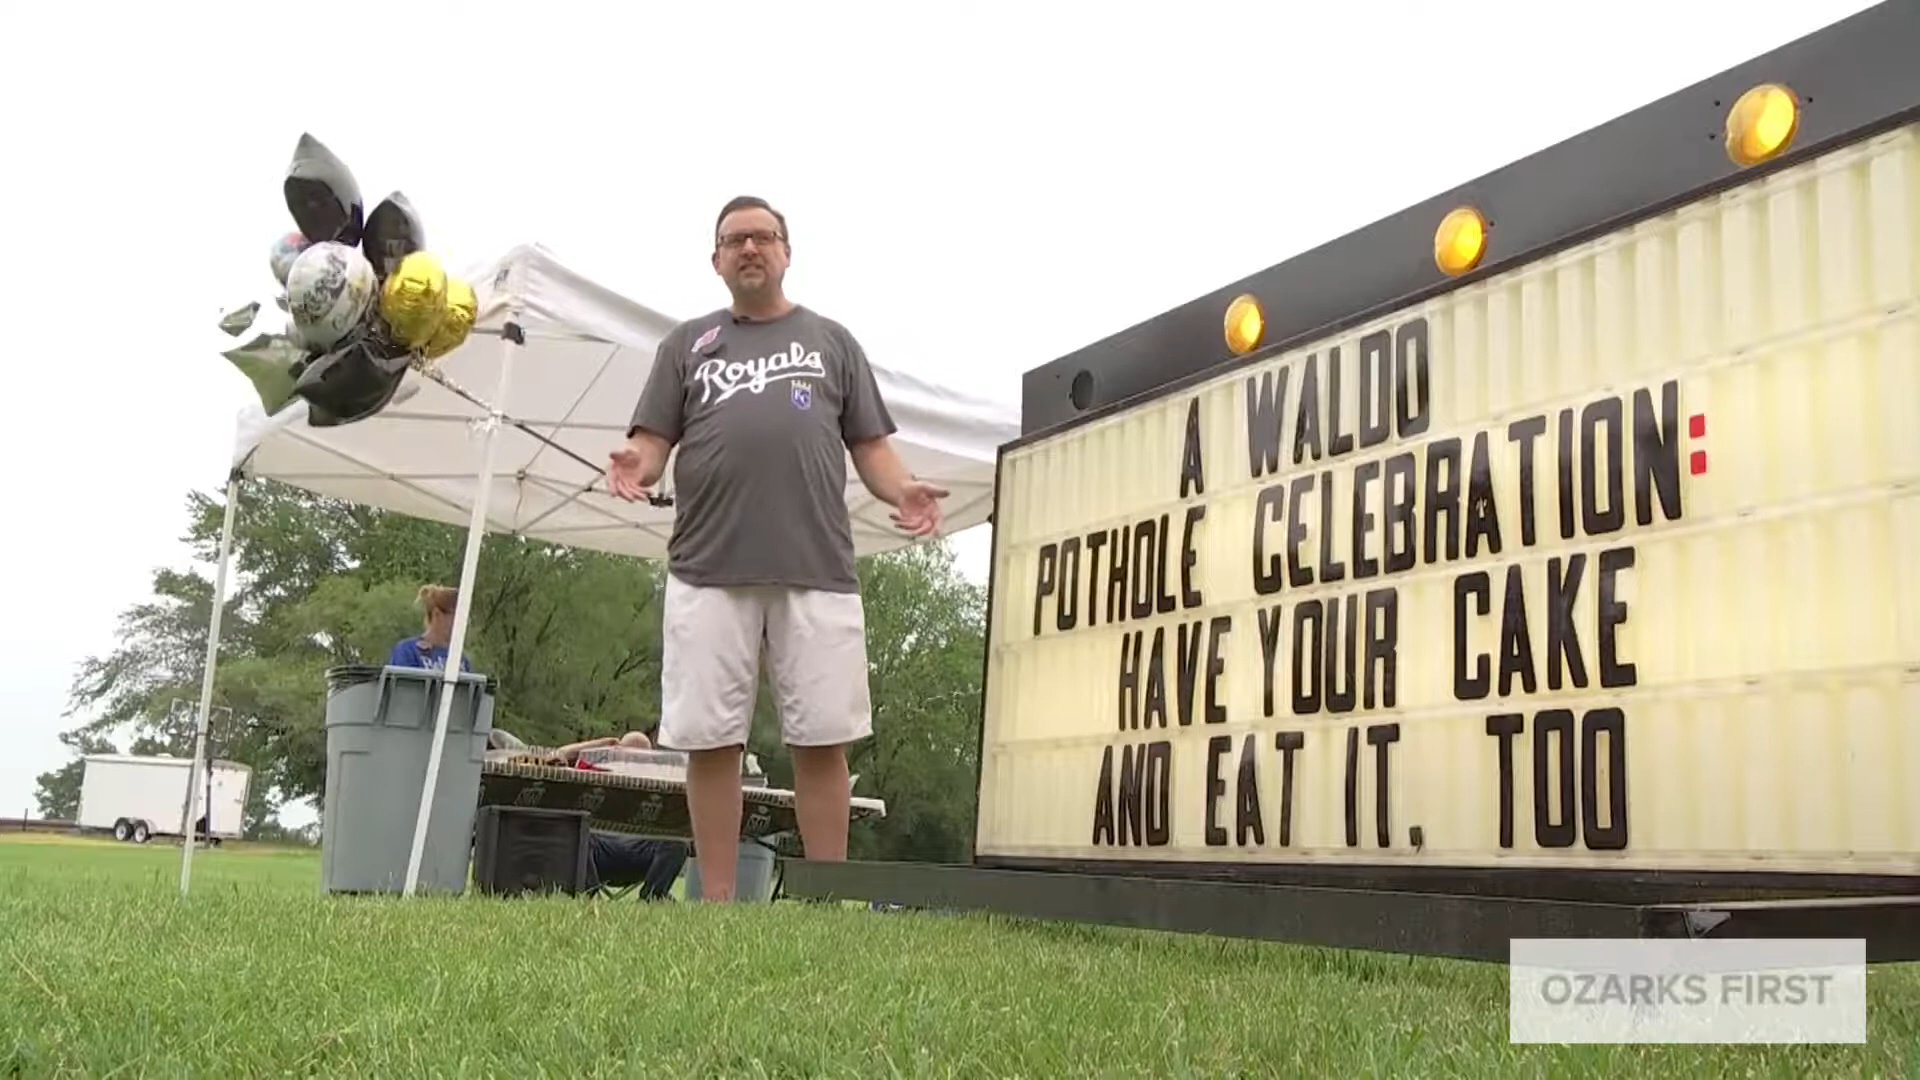 Royals
KC
A WALDO
POTHOLE CELEBRATION:
HAVE YOUR CAKE
AND EAT IT, TOO
OZARKS FIRST